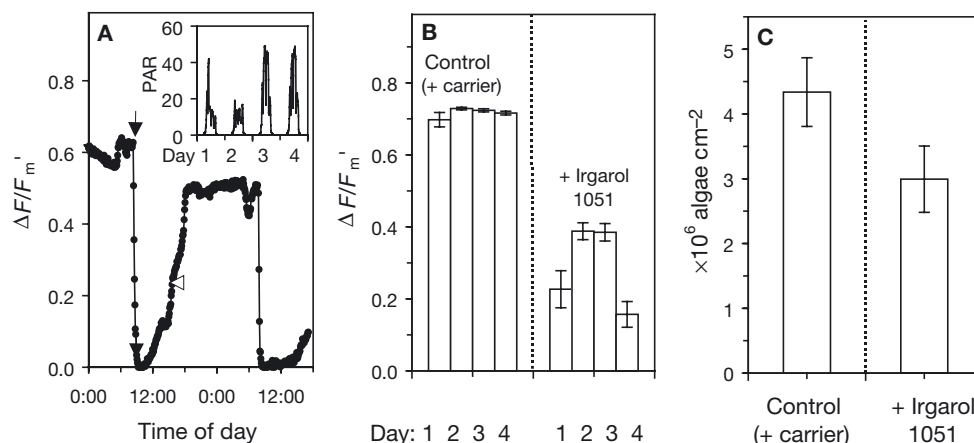 A
ΔF/Fm'
0.8
0.6
0.4
0.2
0.0
0:00 12:00 0:00 12:00
Time of day
PAR
60
40
20
0
Day 1 2 3 4
B
ΔF/Fm'
0.8
0.6
0.4
0.2
0.0
Control
(+ carrier)
+ Irgarol
1051
Day: 1 2 3 4 1 2 3 4
C
×10⁶ algae cm⁻²
5
4
3
2
1
0
Control
(+ carrier)
+ Irgarol
1051